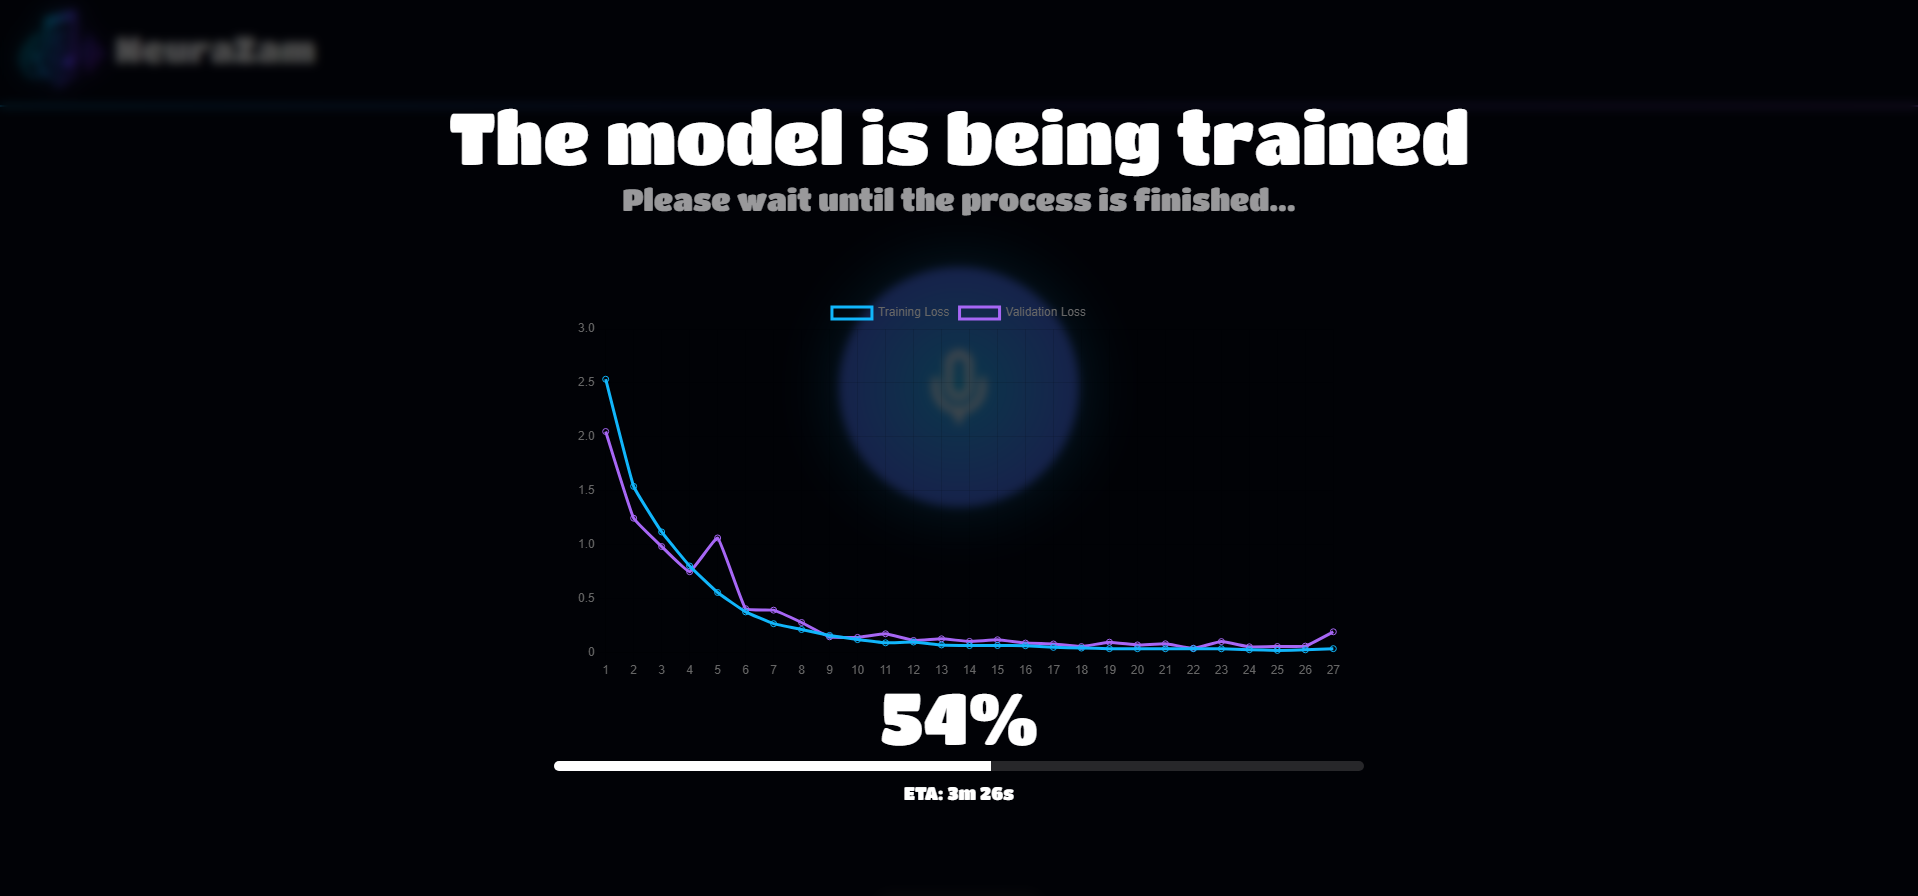 NeuraZam
The model is being trained
Please wait until the process is finished...
Training Loss Validation Loss
3.0
2.5
2.0
1.5
1.0
0.5
0
1 2 3 4 5 6 7 8 9 10 11 12 13 14 15 16 17 18 19 20 21 22 23 24 25 26 27
54%
ETA: 3m 26s